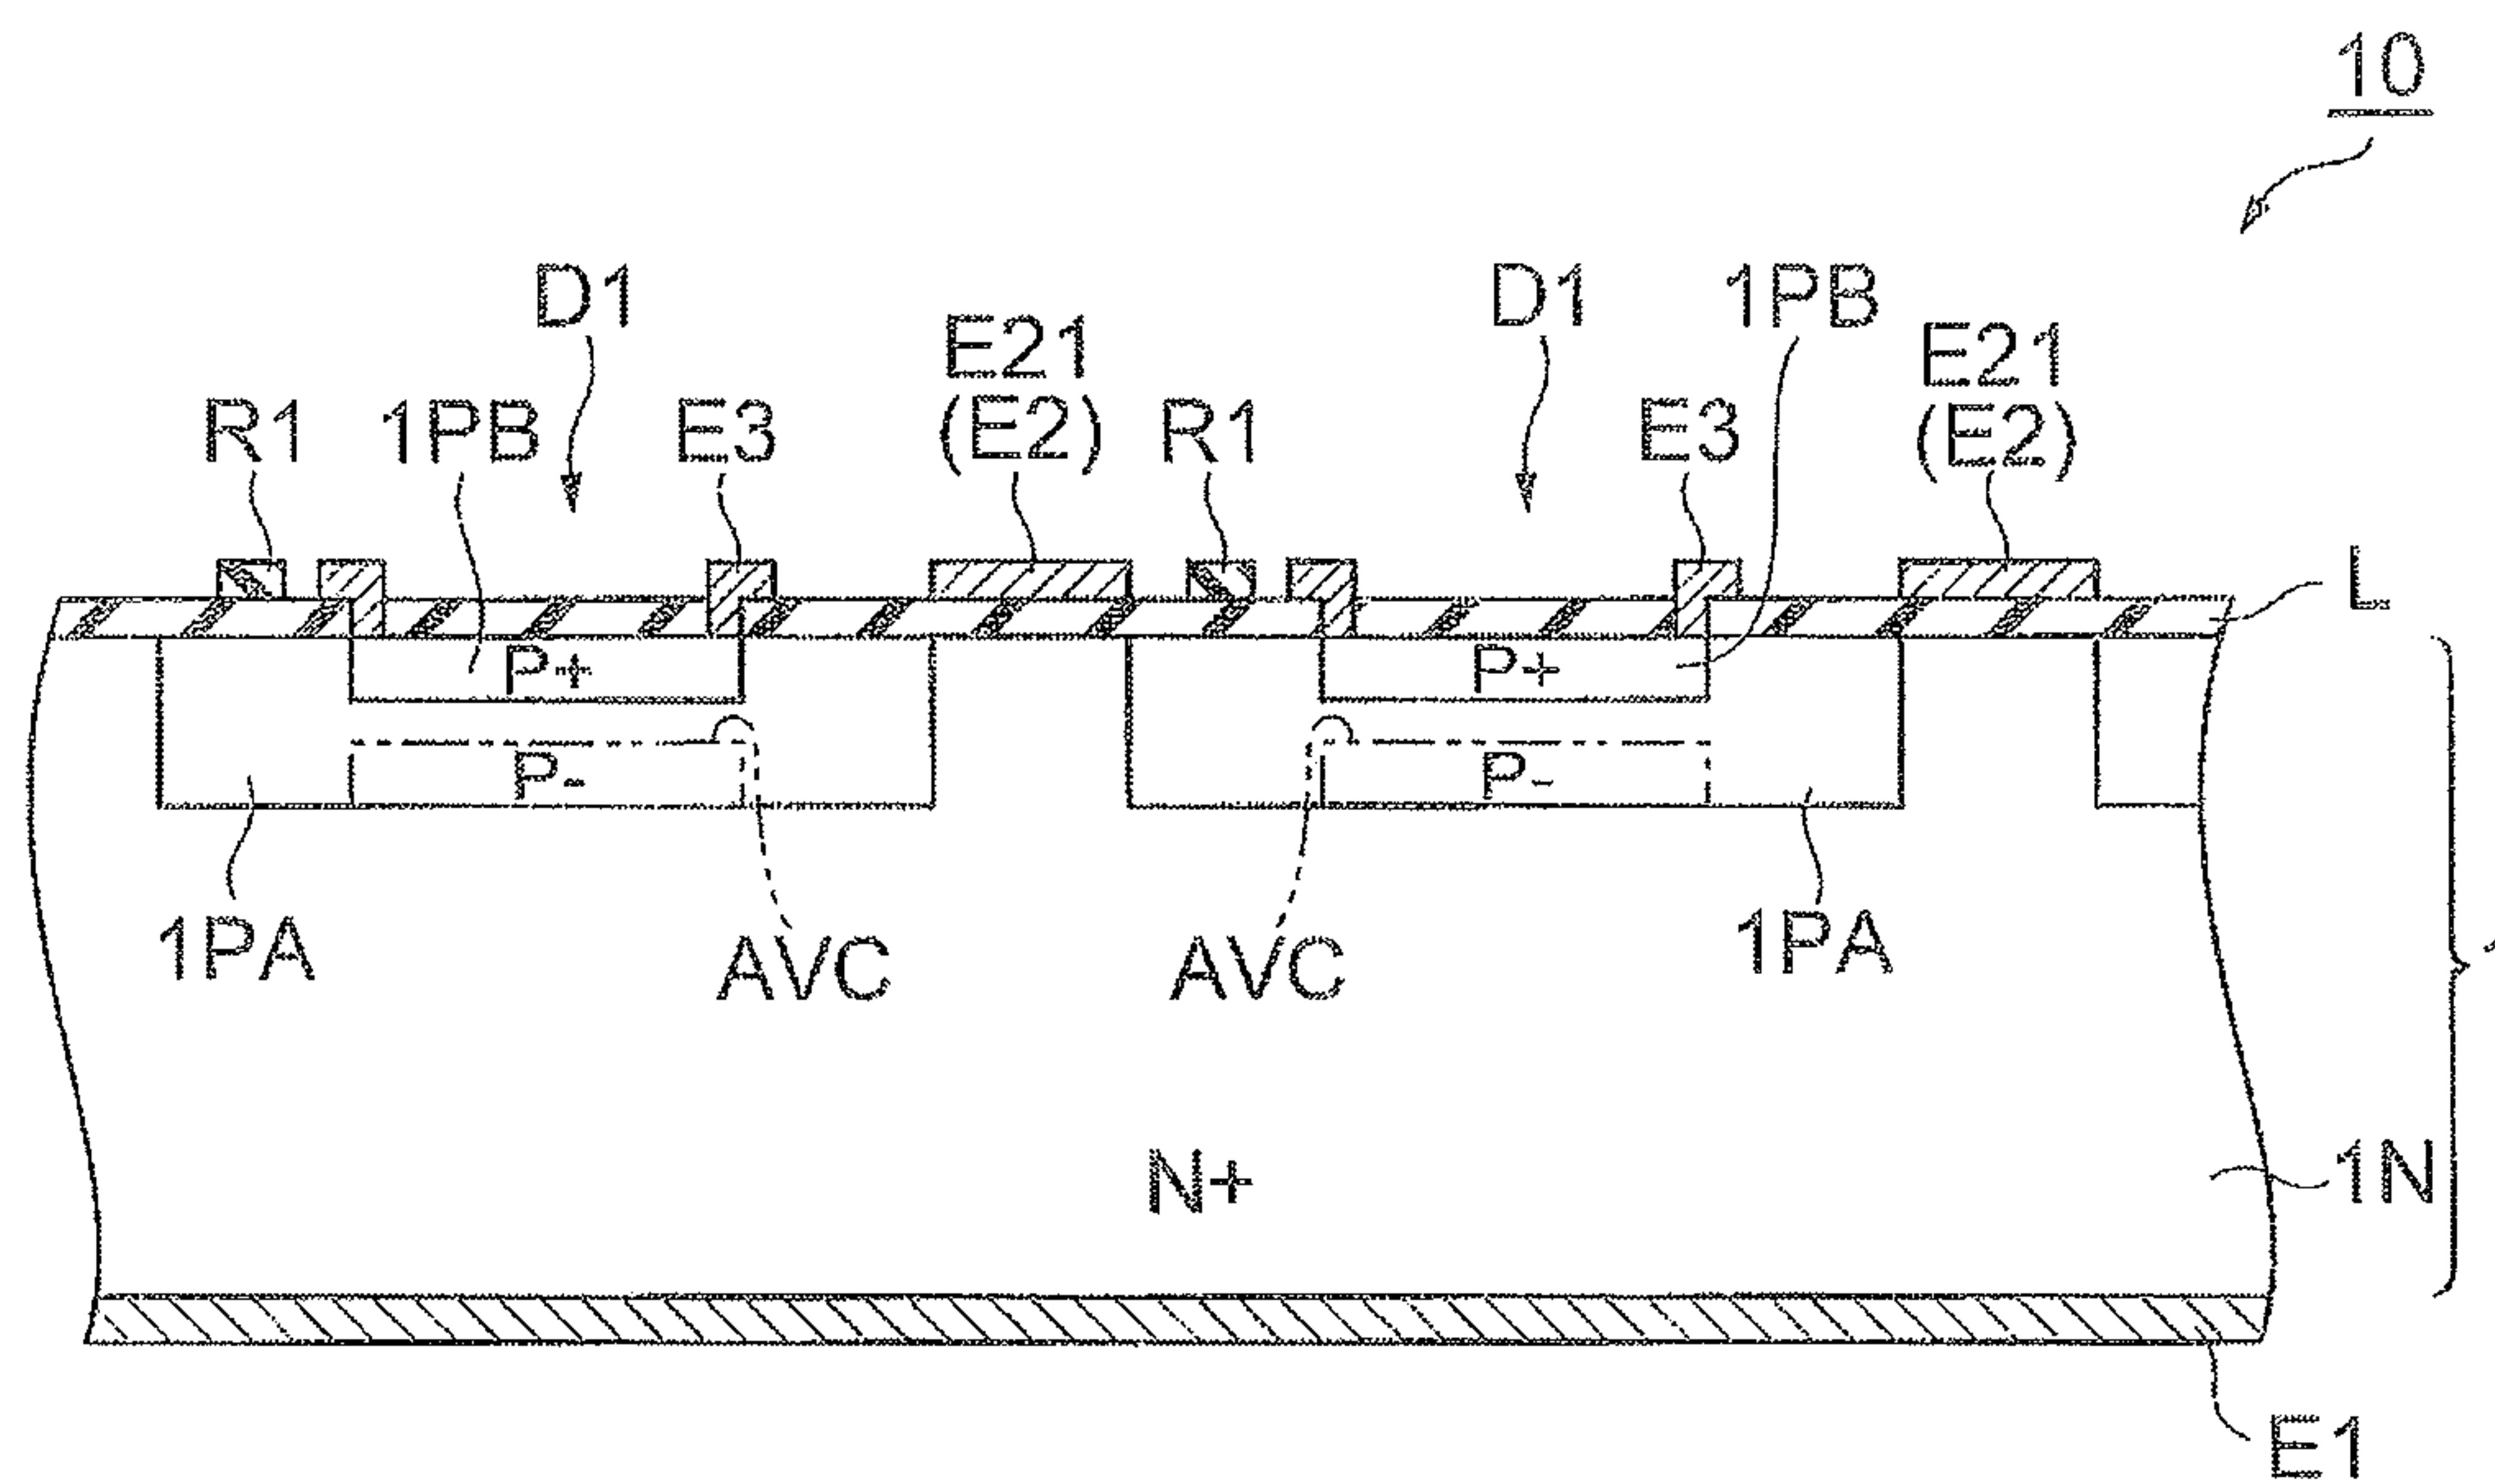 10
D1
D1
1PB
E21
E21
R1
1PB
E3
(E2)
R1
E3
(E2)
L
P+
P+
P-
P-
1PA
AVC
AVC
1PA
N+
1N
E1